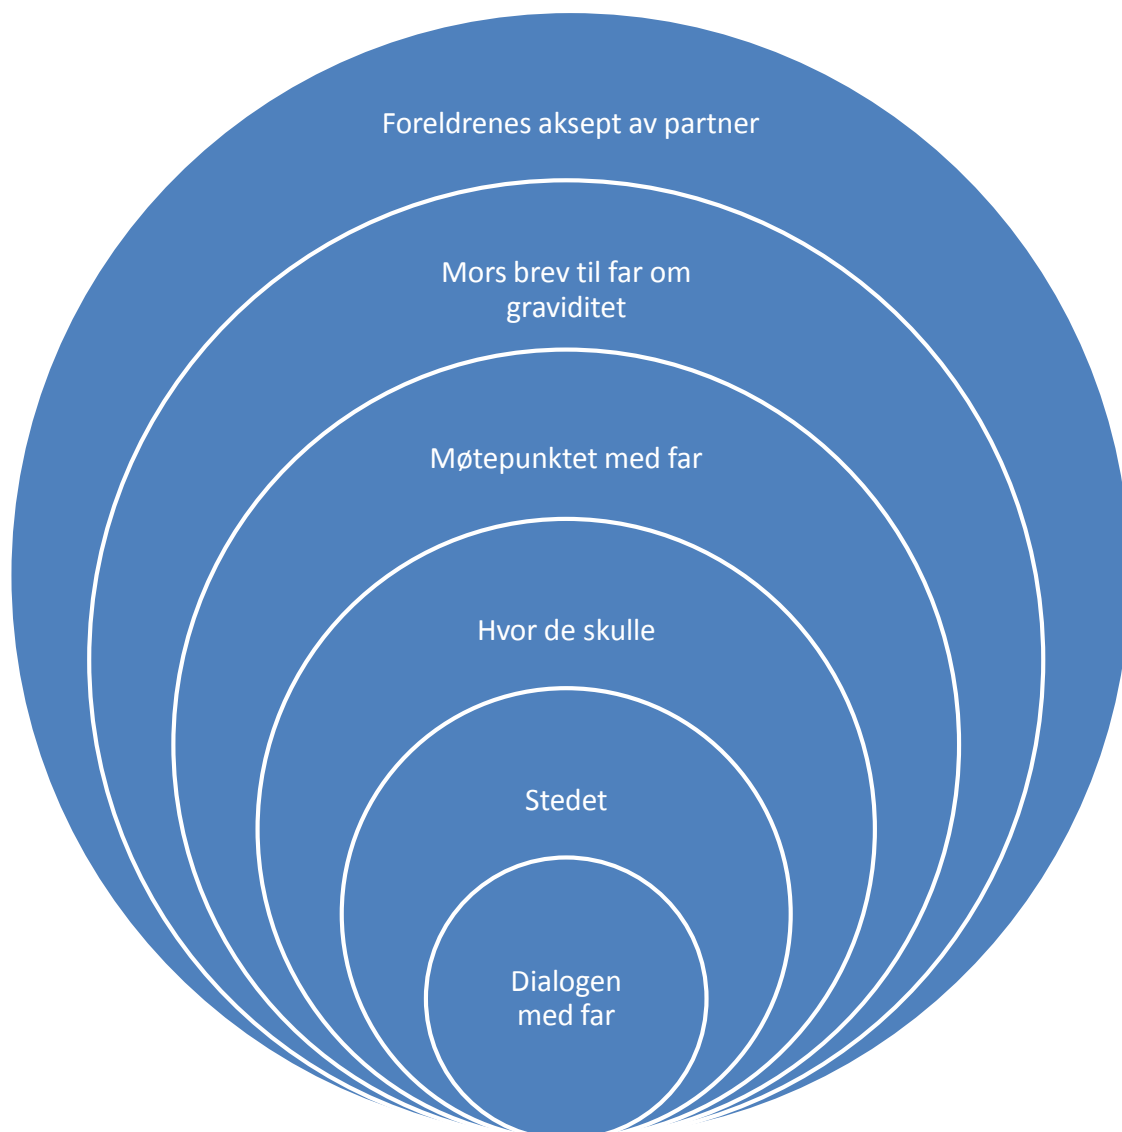 Foreldrenes aksept av partner
Mors brev til far om
graviditet
Møtepunktet med far
Hvor de skulle
Stedet
Dialogen
med far